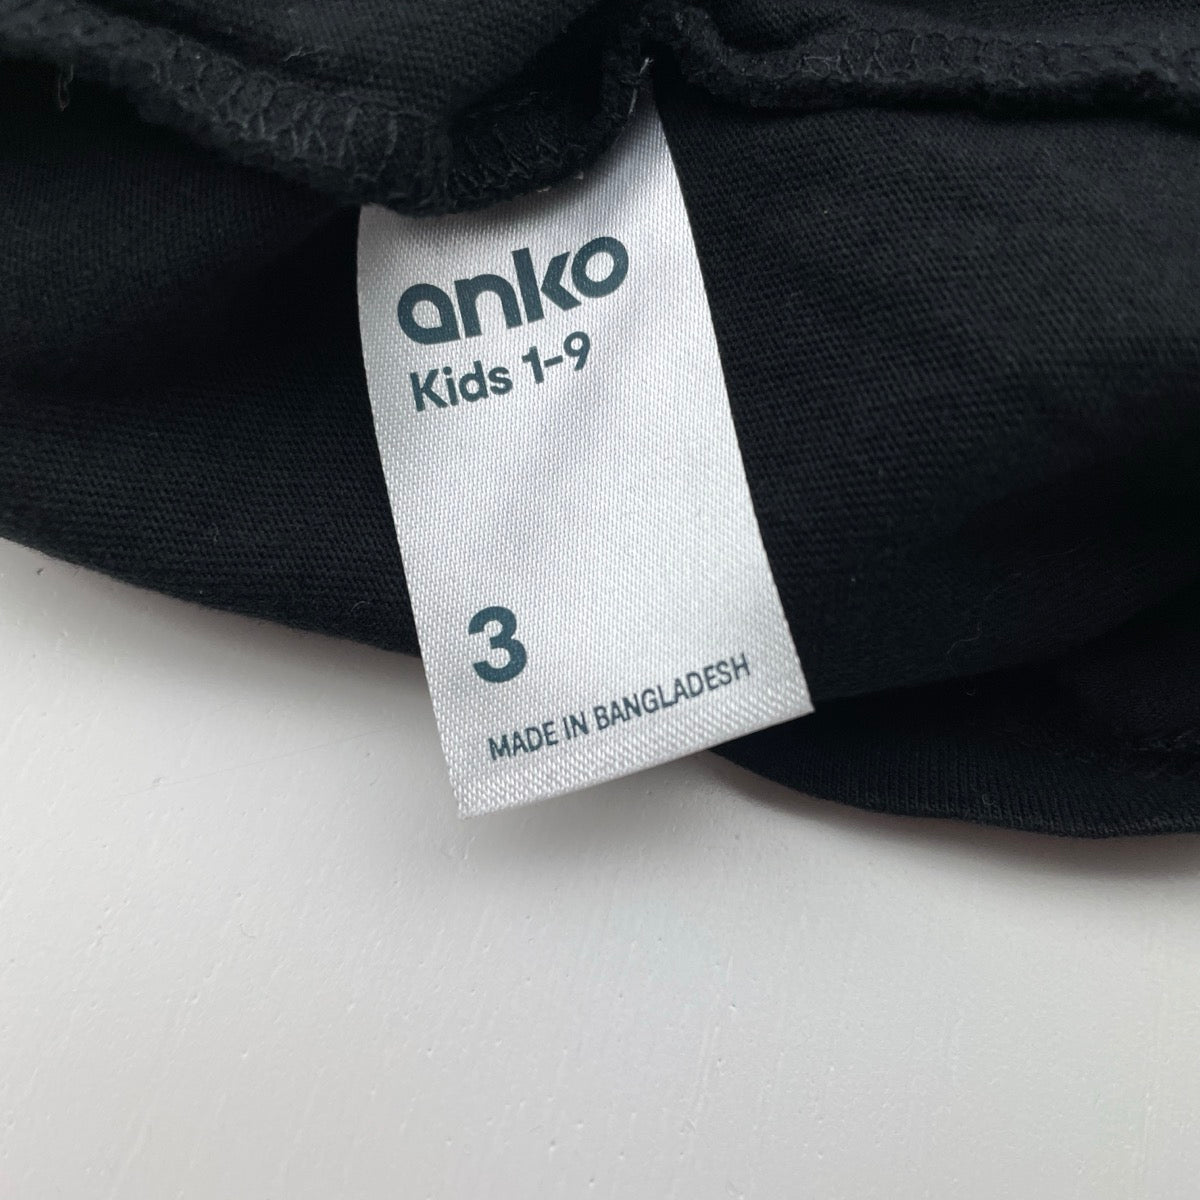 anko
Kids 1-9
3
MADE IN BANGLADESH